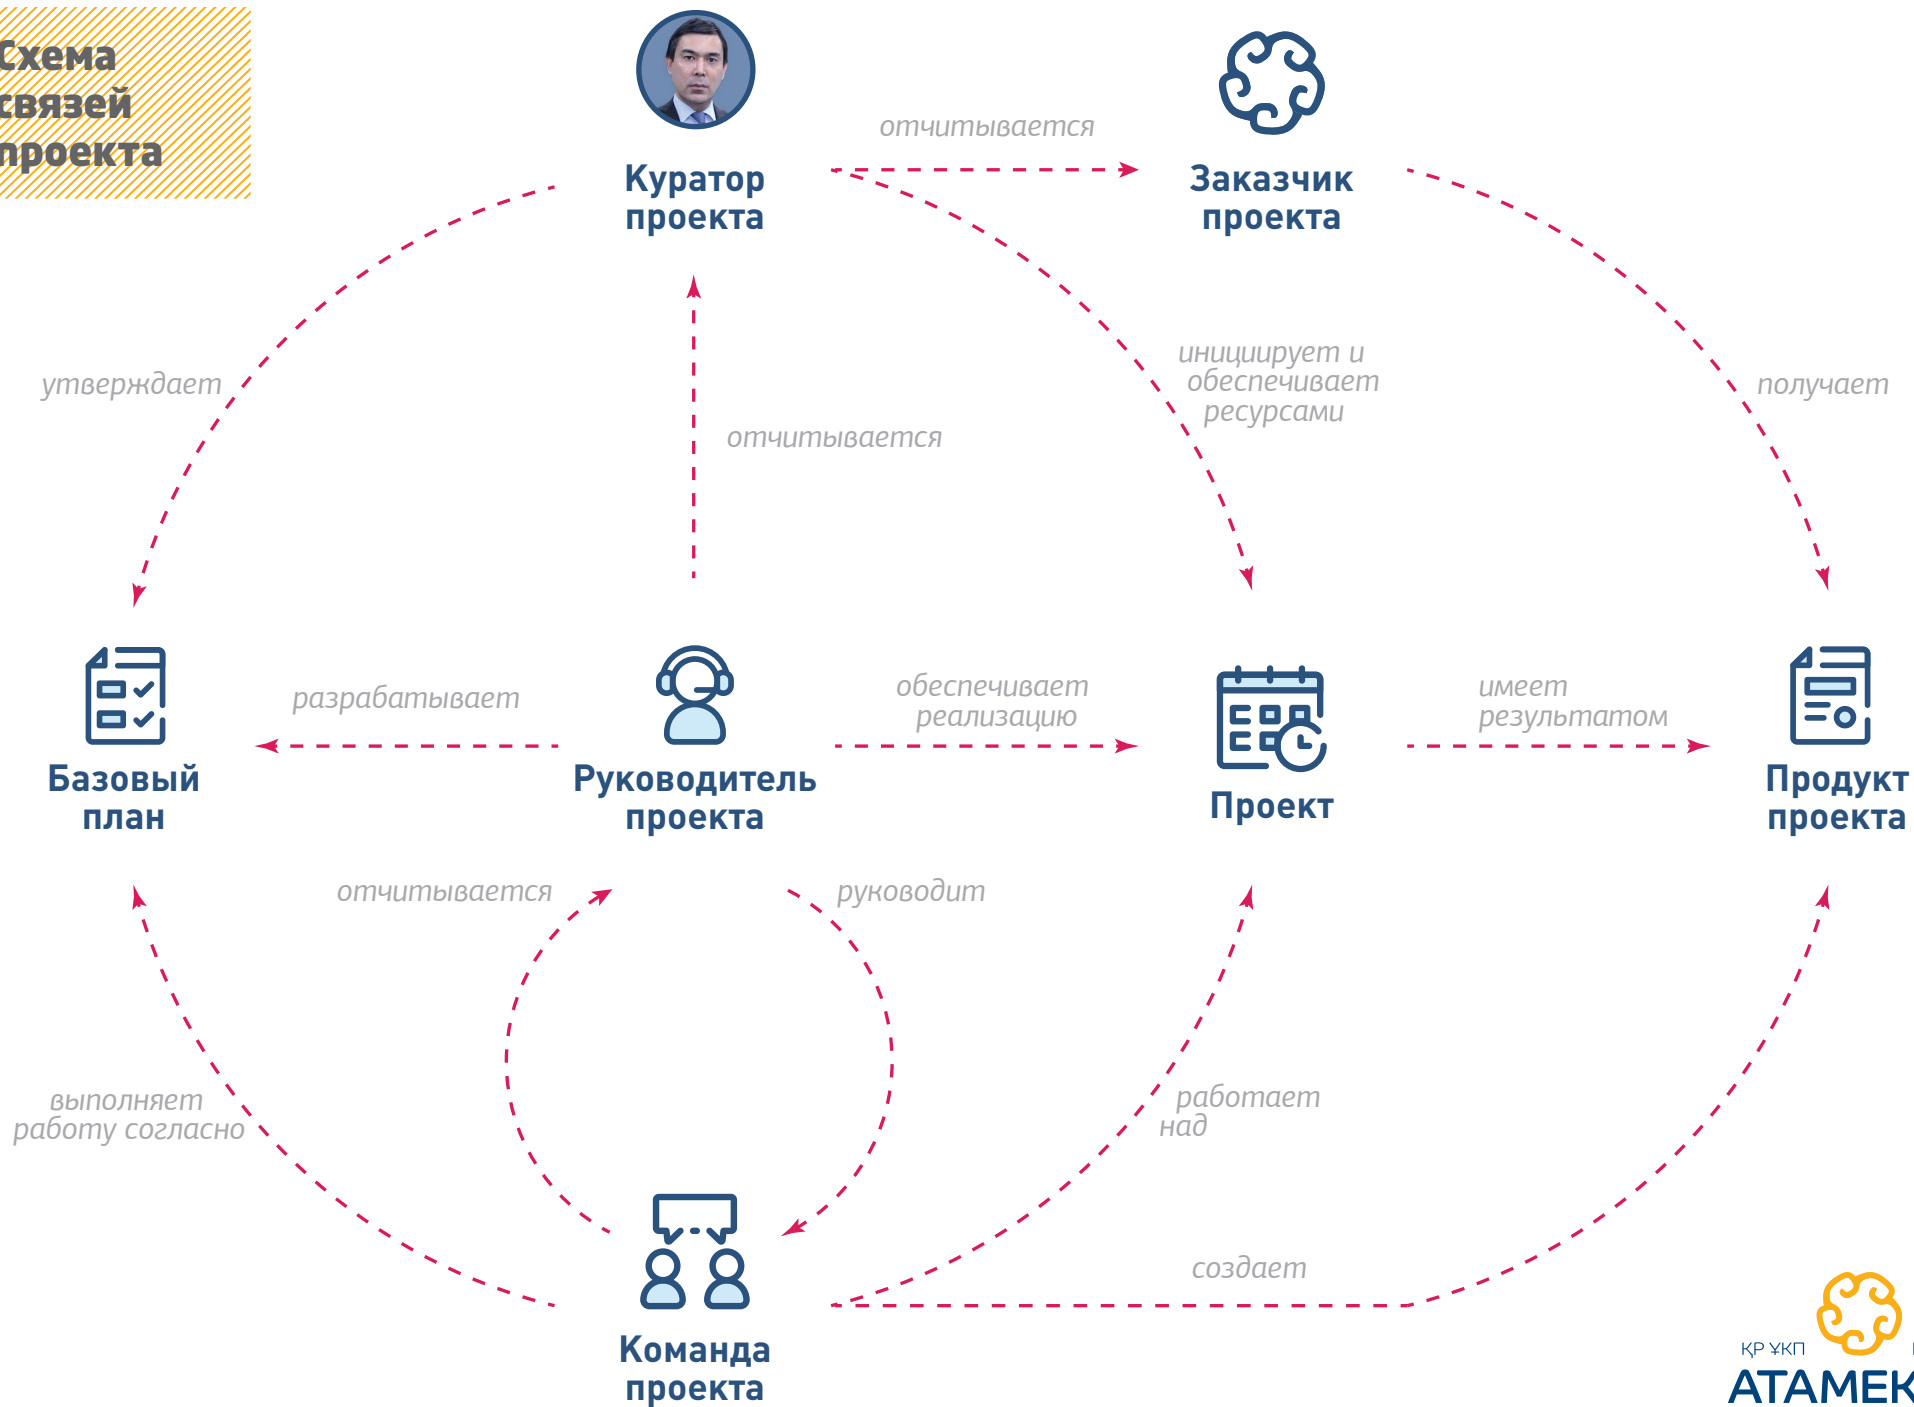 Схема
связей
проекта
отчитывается
Куратор
проекта
Заказчик
проекта
утверждает
отчитывается
инициирует и
обеспечивает
ресурсами
получает
разрабатывает
обеспечивает
реализацию
имеет
результатом
Базовый
план
Руководитель
проекта
Проект
Продукт
проекта
отчитывается
руководит
выполняет
работу согласно
работает
над
создает
Команда
проекта
ҚР ҰКП
АТАМЕК